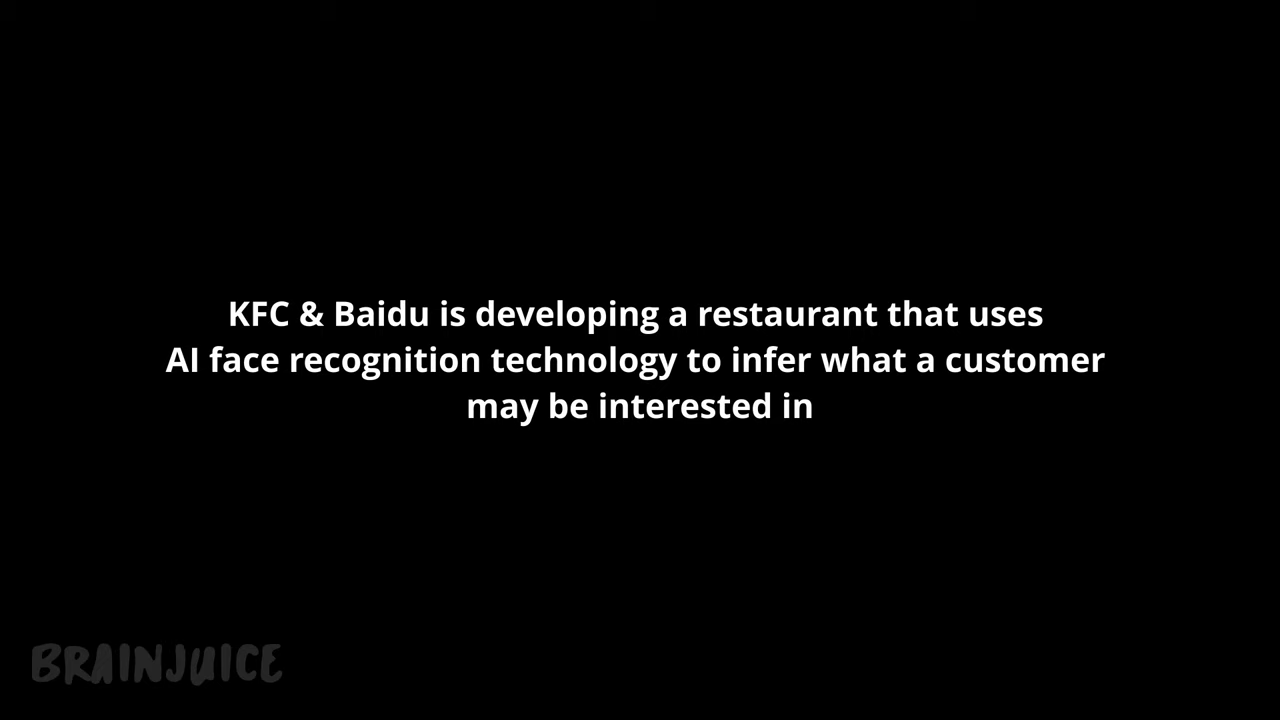 KFC & Baidu is developing a restaurant that uses
AI face recognition technology to infer what a customer
may be interested in
BRAINJUICE